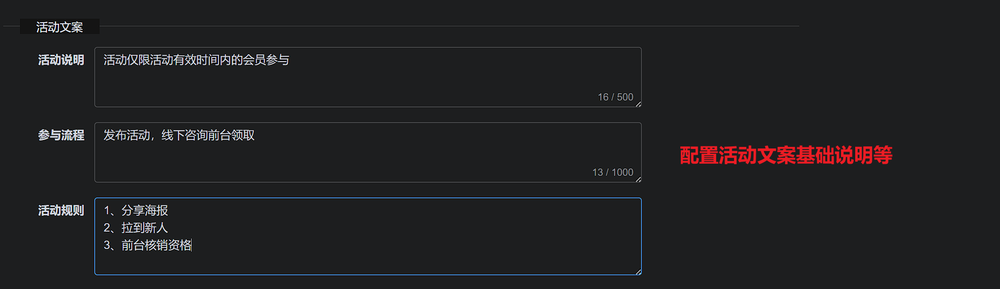 活动文案
活动说明
活动仅限活动有效时间内的会员参与
16 / 500
参与流程
发布活动，线下咨询前台领取
13 / 1000
配置活动文案基础说明等
活动规则
1、分享海报
2、拉到新人
3、前台核销资格